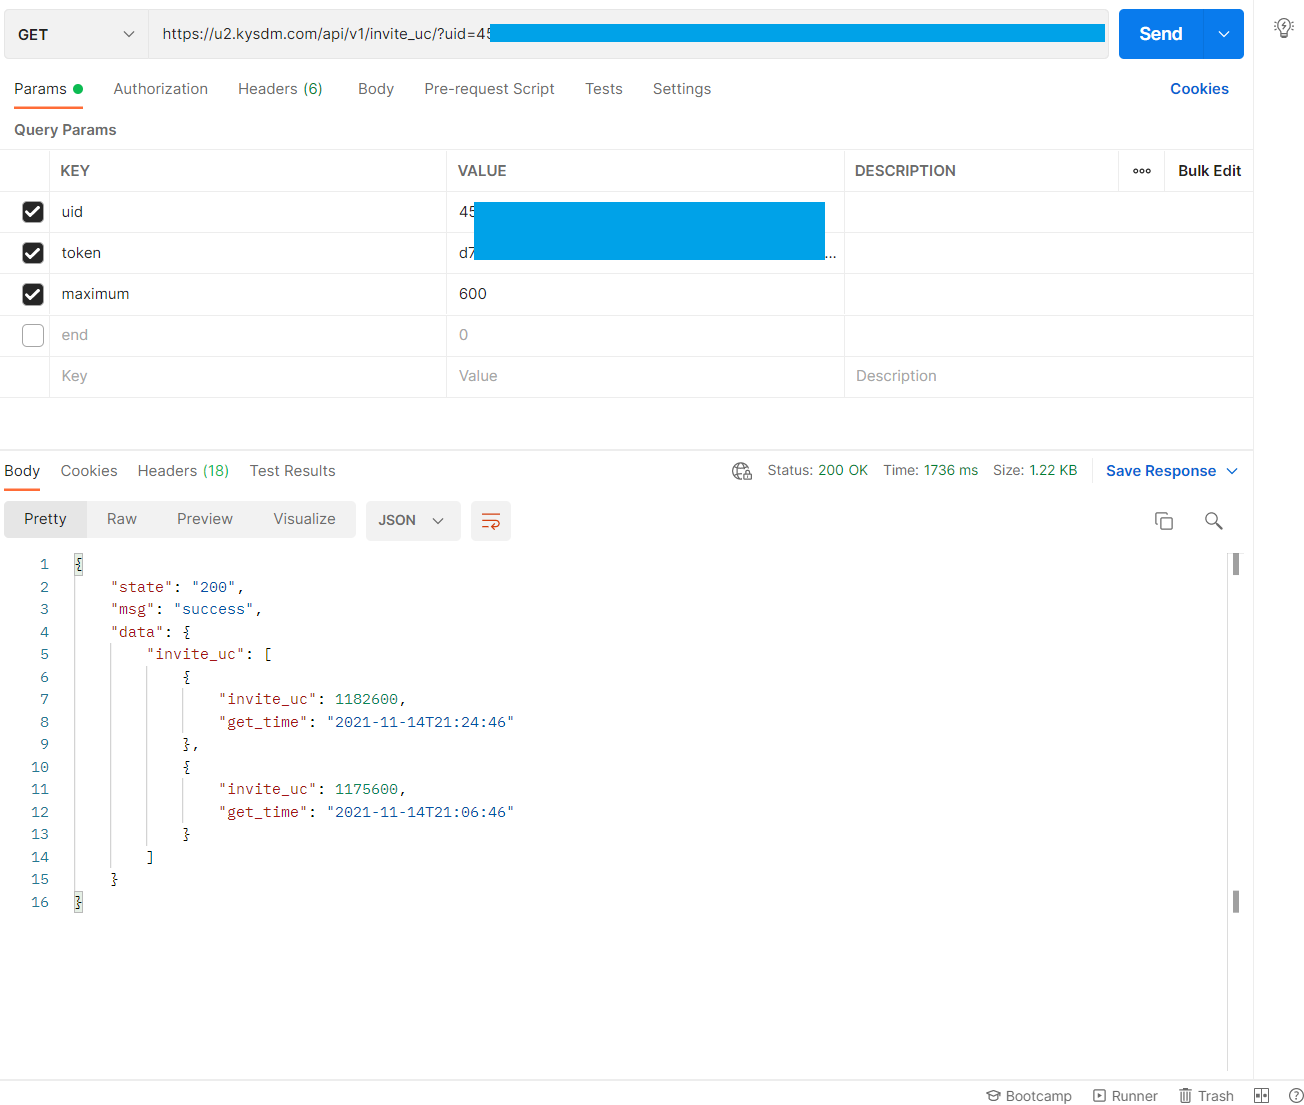 GET
https://u2.kysdm.com/api/v1/invite_uc/?uid=45
Send
Params
Authorization
Headers (6)
Body
Pre-request Script
Tests
Settings
Cookies
Query Params
KEY VALUE DESCRIPTION ooo Bulk Edit
uid 45
token d7 ...
maximum 600
end 0
Key Value Description
Body Cookies Headers (18) Test Results
Status: 200 OK Time: 1736 ms Size: 1.22 KB Save Response
Pretty Raw Preview Visualize JSON
1 {
2 "state": "200",
3 "msg": "success",
4 "data": {
5 "invite_uc": [
6 {
7 "invite_uc": 1182600,
8 "get_time": "2021-11-14T21:24:46"
9 },
10 {
11 "invite_uc": 1175600,
12 "get_time": "2021-11-14T21:06:46"
13 }
14 ]
15 }
16 }
Bootcamp Runner Trash ?